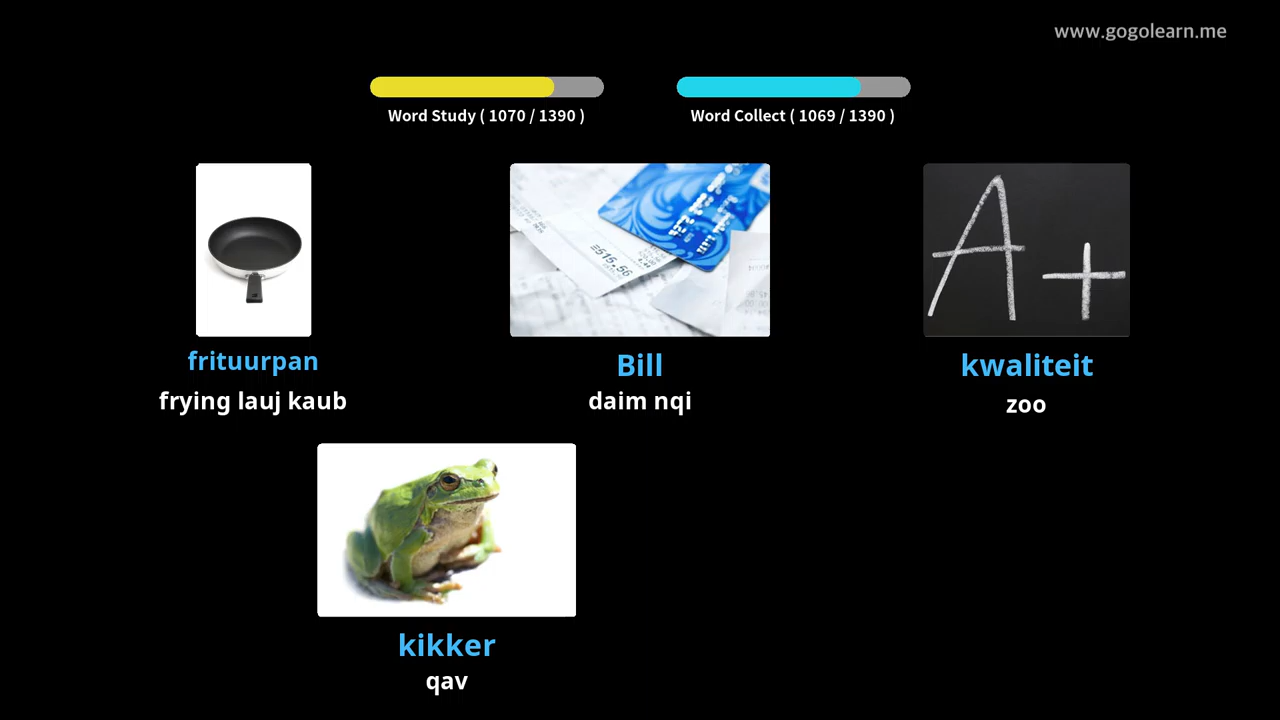 www.gogolearn.me
Word Study ( 1070 / 1390 )
Word Collect ( 1069 / 1390 )
A+
frituurpan
Bill
kwaliteit
frying lauj kaub
daim nqi
zoo
kikker
qav